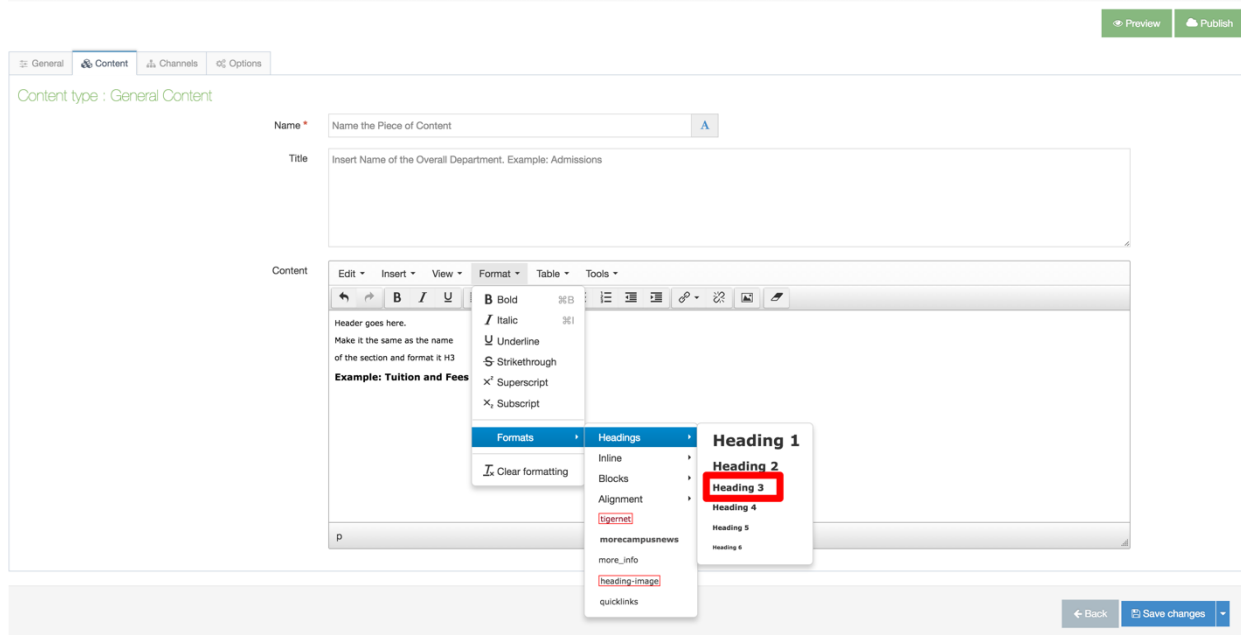 Preview Publish
General Content Channels Options
Content type : General Content
Name * Name the Piece of Content A
Title Insert Name of the Overall Department. Example: Admissions
Content Edit Insert View Format Table Tools
B I U
Header goes here.
Make it the same as the name
of the section and format it H3
Example: Tuition and Fees
B Bold ⌘B
I Italic ⌘I
U Underline
S Strikethrough
x² Superscript
x₂ Subscript
Formats
Clear formatting
Headings
Inline
Blocks
Alignment
tigernet
morecampusnews
more_info
heading-image
quicklinks
Heading 1
Heading 2
Heading 3
Heading 4
Heading 5
Heading 6
p
Back Save changes